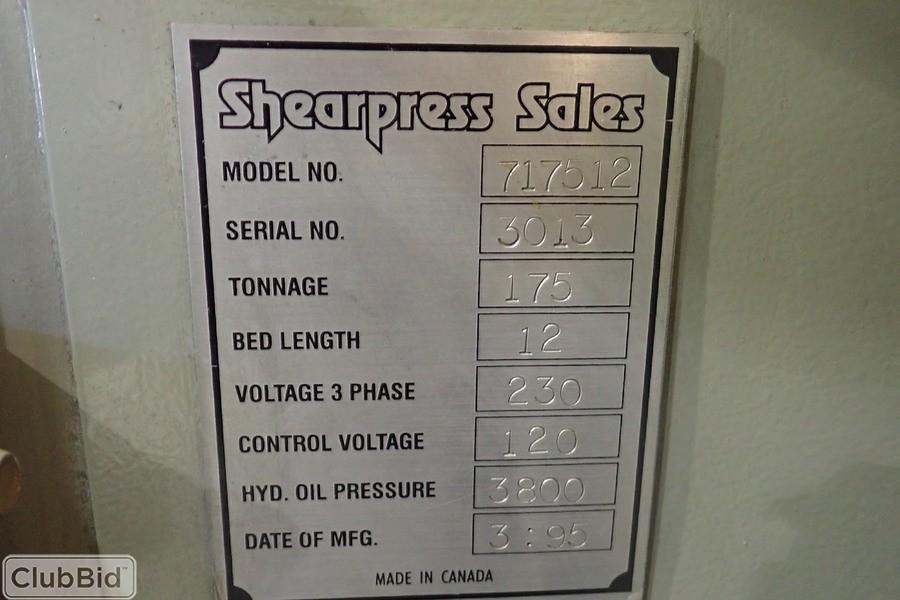 Shearpress Sales
MODEL NO. 717512
SERIAL NO. 3013
TONNAGE 175
BED LENGTH 12
VOLTAGE 3 PHASE 230
CONTROL VOLTAGE 120
HYD. OIL PRESSURE 3800
DATE OF MFG. 3:95
MADE IN CANADA
ClubBid™